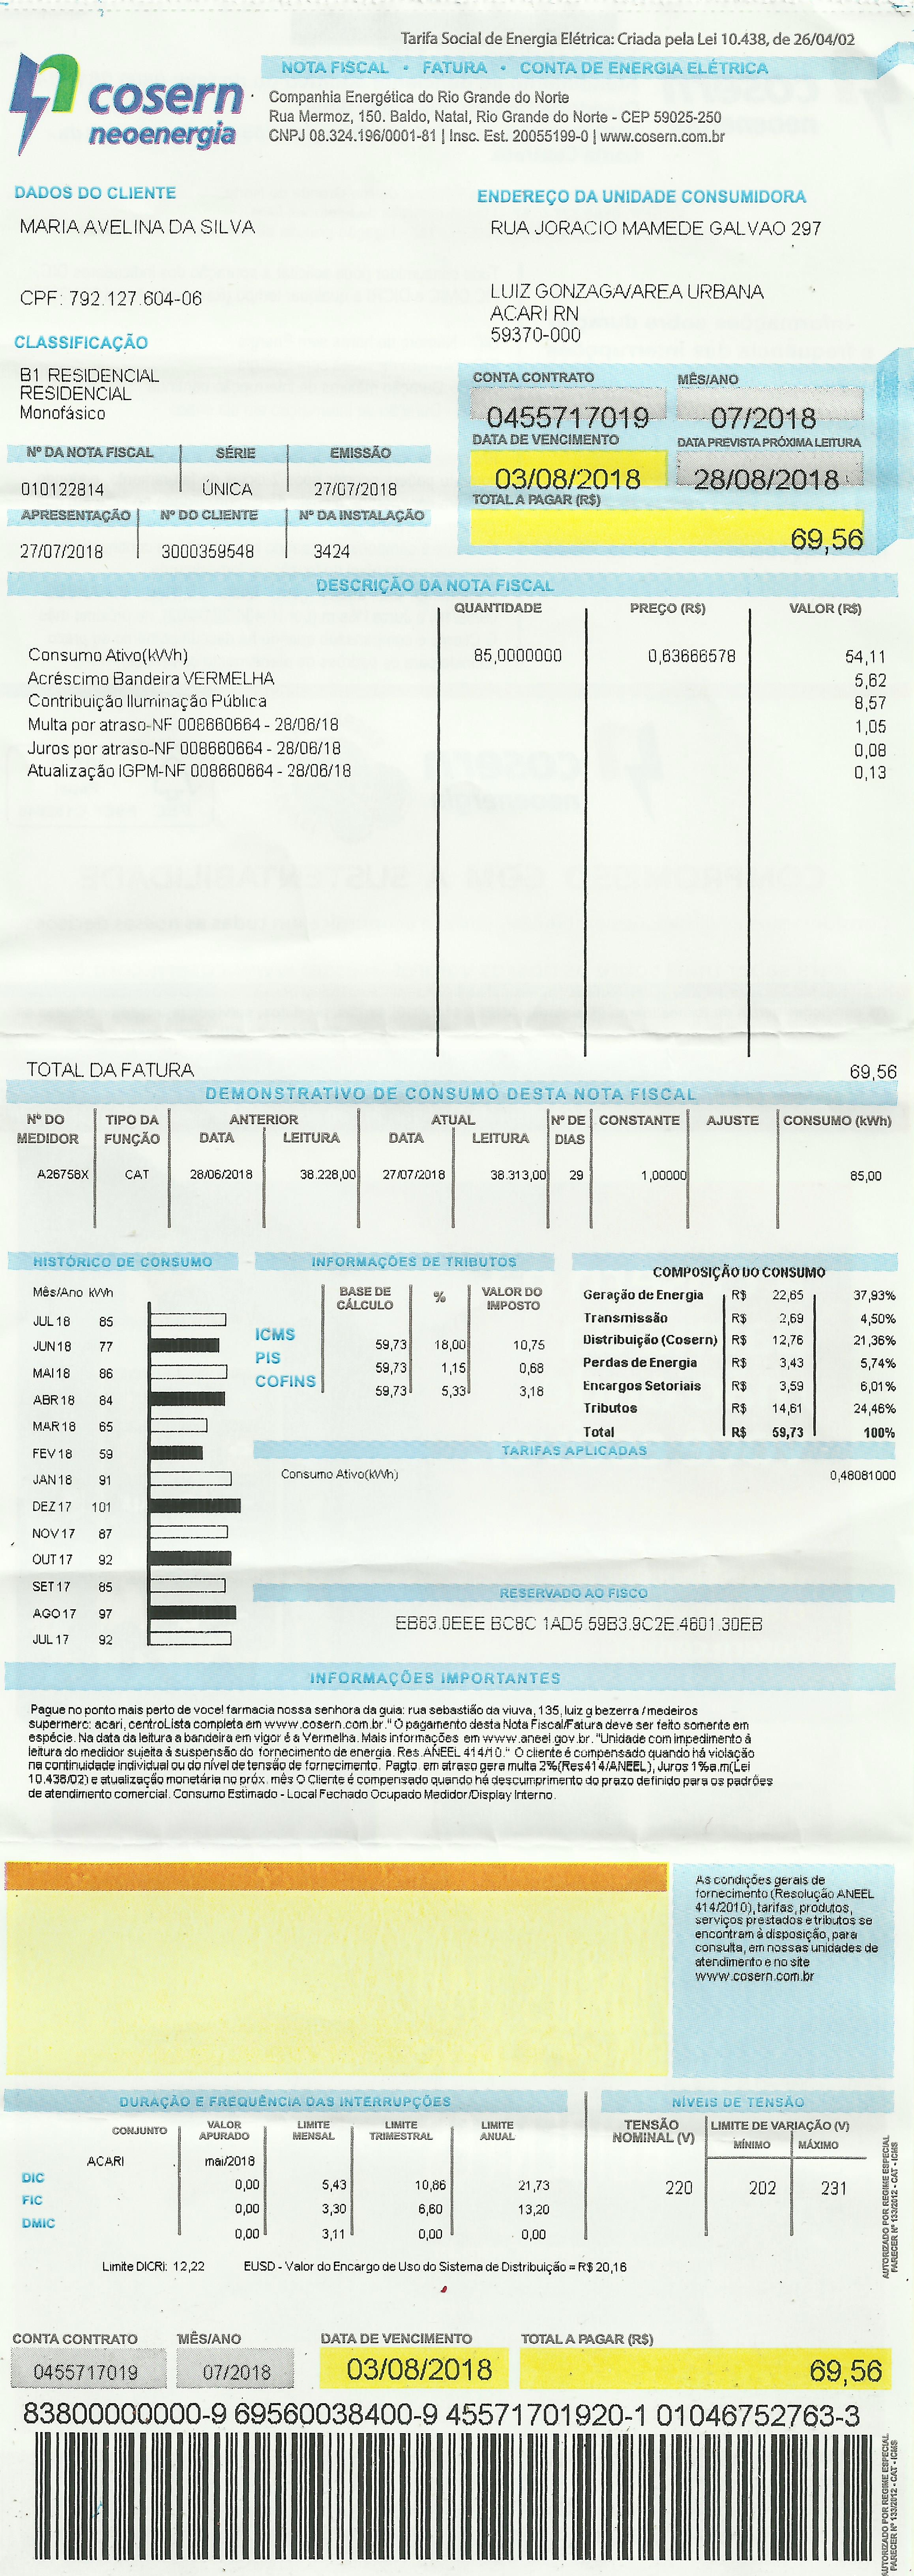 Tarifa Social de Energia Elétrica: Criada pela Lei 10.438, de 26/04/02
NOTA FISCAL • FATURA • CONTA DE ENERGIA ELÉTRICA
cosern
neoenergia
Companhia Energética do Rio Grande do Norte
Rua Mermoz, 150. Baldo, Natal, Rio Grande do Norte - CEP 59025-250
CNPJ 08.324.196/0001-81 | Insc. Est. 20055199-0 | www.cosern.com.br
DADOS DO CLIENTE
MARIA AVELINA DA SILVA
CPF: 792.127.604-06
ENDEREÇO DA UNIDADE CONSUMIDORA
RUA JORACIO MAMEDE GALVAO 297
LUIZ GONZAGA/AREA URBANA
ACARI RN
59370-000
CLASSIFICAÇÃO
B1 RESIDENCIAL
RESIDENCIAL
Monofásico
CONTA CONTRATO MÊS/ANO
0455717019 07/2018
DATA DE VENCIMENTO DATA PREVISTA PRÓXIMA LEITURA
03/08/2018 28/08/2018
TOTAL A PAGAR (R$)
69,56
Nº DA NOTA FISCAL SÉRIE EMISSÃO
010122814 ÚNICA 27/07/2018
APRESENTAÇÃO Nº DO CLIENTE Nº DA INSTALAÇÃO
27/07/2018 3000359548 3424
DESCRIÇÃO DA NOTA FISCAL
QUANTIDADE PREÇO (R$) VALOR (R$)
Consumo Ativo(kWh) 85,0000000 0,63666578 54,11
Acréscimo Bandeira VERMELHA 5,62
Contribuição Iluminação Pública 8,57
Multa por atraso-NF 008660664 - 28/06/18 1,05
Juros por atraso-NF 008660664 - 28/06/18 0,08
Atualização IGPM-NF 008660664 - 28/06/18 0,13
TOTAL DA FATURA 69,56
DEMONSTRATIVO DE CONSUMO DESTA NOTA FISCAL
Nº DO MEDIDOR TIPO DA FUNÇÃO ANTERIOR DATA LEITURA ATUAL DATA LEITURA Nº DE DIAS CONSTANTE AJUSTE CONSUMO (kWh)
A26758X CAT 28/06/2018 38.228,00 27/07/2018 38.313,00 29 1,00000 85,00
HISTÓRICO DE CONSUMO
Mês/Ano kWh
JUL 18 85
JUN 18 77
MAI 18 86
ABR 18 84
MAR 18 65
FEV 18 59
JAN 18 91
DEZ 17 101
NOV 17 87
OUT 17 92
SET 17 85
AGO 17 97
JUL 17 92
INFORMAÇÕES DE TRIBUTOS
BASE DE CÁLCULO % VALOR DO IMPOSTO
ICMS 59,73 18,00 10,75
PIS 59,73 1,15 0,68
COFINS 59,73 5,33 3,18
COMPOSIÇÃO DO CONSUMO
Geração de Energia R$ 22,65 37,93%
Transmissão R$ 2,69 4,50%
Distribuição (Cosern) R$ 12,76 21,36%
Perdas de Energia R$ 3,43 5,74%
Encargos Setoriais R$ 3,59 6,01%
Tributos R$ 14,61 24,46%
Total R$ 59,73 100%
TARIFAS APLICADAS
Consumo Ativo(kWh) 0,48081000
RESERVADO AO FISCO
EB63.0EEE BC8C 1AD5 59B3.9C2E.4601.30EB
INFORMAÇÕES IMPORTANTES
Pague no ponto mais perto de voce! farmacia nossa senhora da guia: rua sebastião da viuva, 135, luiz g bezerra / medeiros
supermerc: acari, centroLista completa em www.cosern.com.br." O pagamento desta Nota Fiscal/Fatura deve ser feito somente em
espécie. Na data da leitura a bandeira em vigor é a Vermelha. Mais informações em www.aneel.gov.br. "Unidade com impedimento à
leitura do medidor sujeita à suspensão do fornecimento de energia. Res. ANEEL 414/10." O cliente é compensado quando há violação
na continuidade individual ou do nível de tensão de fornecimento. Pagto. em atraso gera multa 2%(Res414/ANEEL), Juros 1%a.m(Lei
10.438/02) e atualização monetária no próx. mês O Cliente é compensado quando há descumprimento do prazo definido para os padrões
de atendimento comercial. Consumo Estimado - Local Fechado Ocupado Medidor/Display Interno.
As condições gerais de
fornecimento (Resolução ANEEL
414/2010), tarifas, produtos,
serviços prestados e tributos se
encontram à disposição, para
consulta, em nossas unidades de
atendimento e no site
www.cosern.com.br
DURAÇÃO E FREQUÊNCIA DAS INTERRUPÇÕES
CONJUNTO VALOR APURADO LIMITE MENSAL LIMITE TRIMESTRAL LIMITE ANUAL
ACARI mai/2018
DIC 0,00 5,43 10,86 21,73
FIC 0,00 3,30 6,60 13,20
DMIC 0,00 3,11 0,00 0,00
Limite DICRI: 12,22 EUSD - Valor do Encargo de Uso do Sistema de Distribuição = R$ 20,16
NÍVEIS DE TENSÃO
TENSÃO NOMINAL (V) LIMITE DE VARIAÇÃO (V)
MÍNIMO MÁXIMO
220 202 231
AUTORIZADO POR REGIME ESPECIAL
PARECER Nº 133/2012 - CAT - ICMS
CONTA CONTRATO MÊS/ANO DATA DE VENCIMENTO TOTAL A PAGAR (R$)
0455717019 07/2018 03/08/2018 69,56
83800000000-9 69560038400-9 45571701920-1 01046752763-3
AUTORIZADO POR REGIME ESPECIAL
PARECER Nº 133/2012 - CAT - ICMS